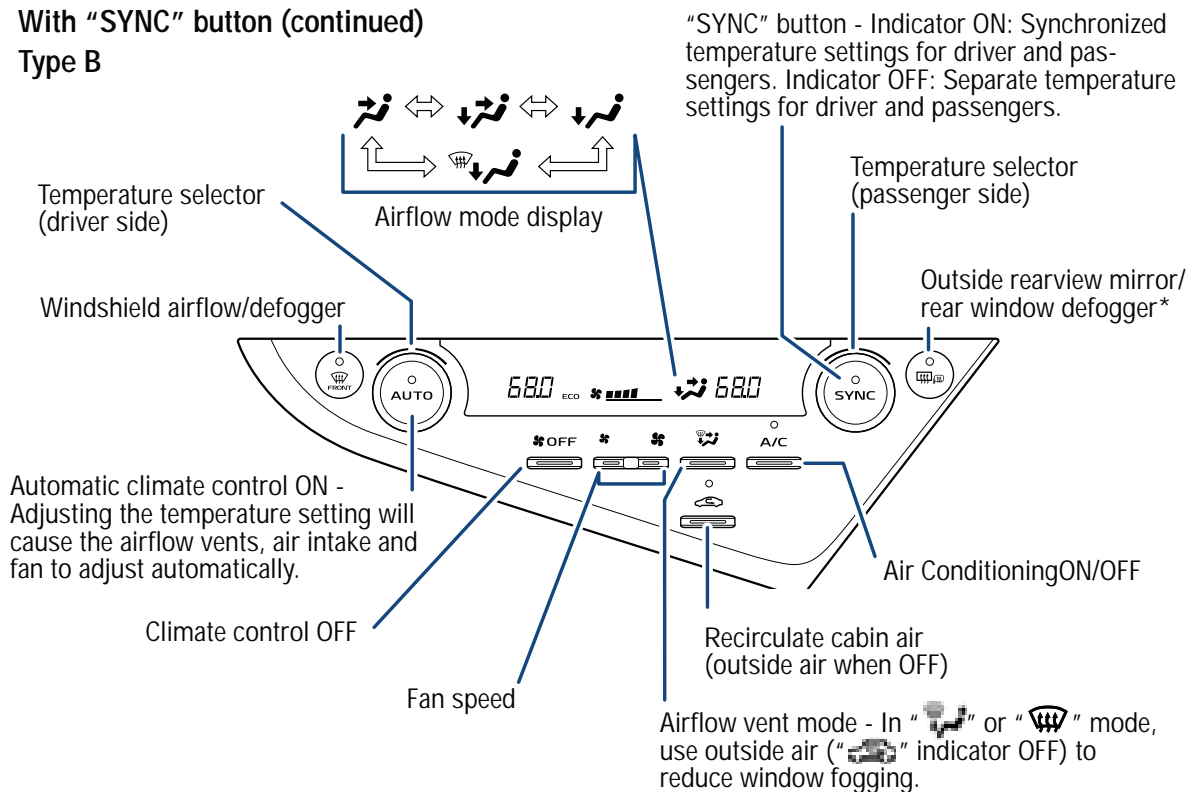 With “SYNC” button (continued)
Type B
“SYNC” button - Indicator ON: Synchronized
temperature settings for driver and pas-
sengers. Indicator OFF: Separate temperature
settings for driver and passengers.
Temperature selector
(driver side)
Airflow mode display
Temperature selector
(passenger side)
Windshield airflow/defogger
Outside rearview mirror/
rear window defogger*
FRONT
AUTO
68.0 ECO 68.0
SYNC
OFF
A/C
Automatic climate control ON -
Adjusting the temperature setting will
cause the airflow vents, air intake and
fan to adjust automatically.
Air ConditioningON/OFF
Climate control OFF
Recirculate cabin air
(outside air when OFF)
Fan speed
Airflow vent mode - In “ ” or “ ” mode,
use outside air (“ ” indicator OFF) to
reduce window fogging.